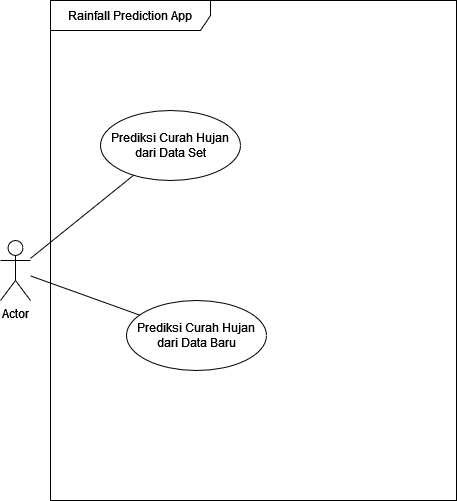 Rainfall Prediction App
Prediksi Curah Hujan
dari Data Set
Actor
Prediksi Curah Hujan
dari Data Baru